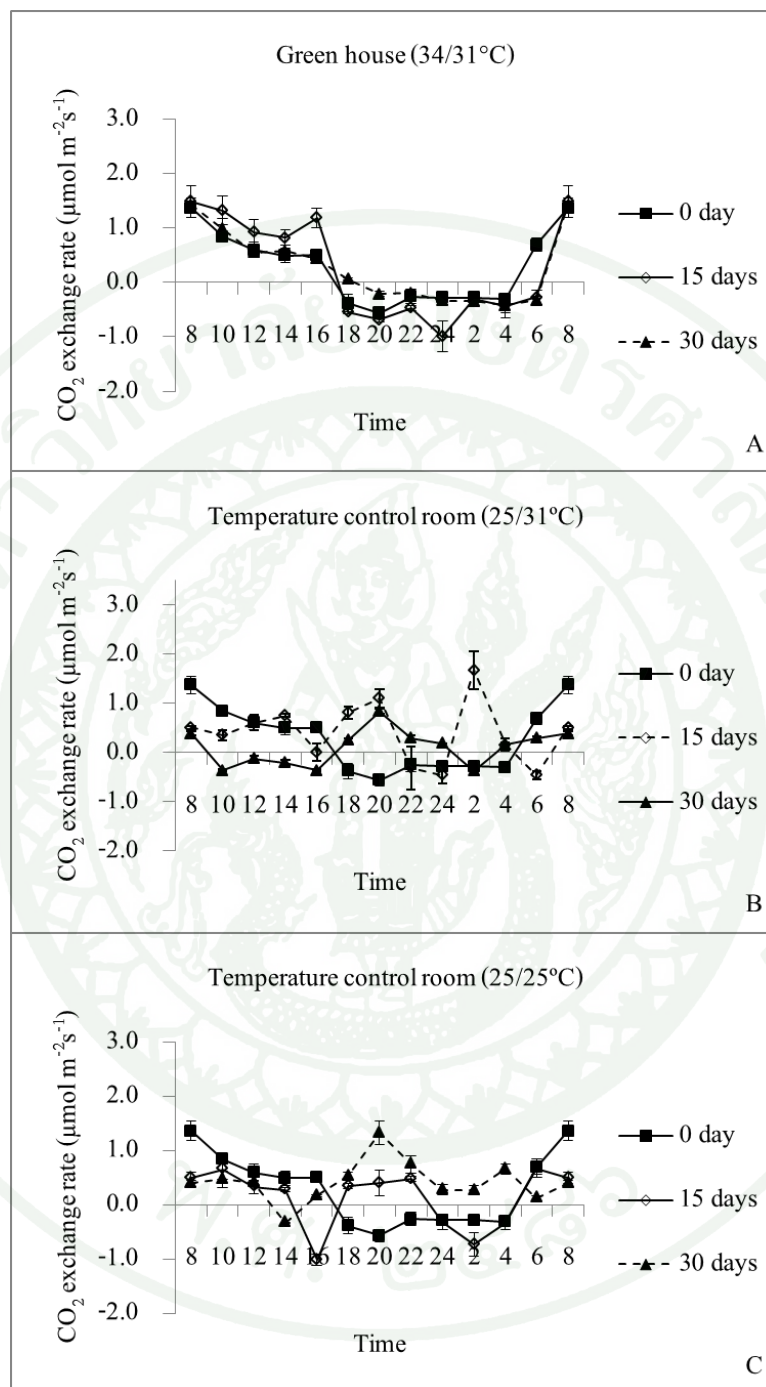 Green house (34/31°C)
CO₂ exchange rate (µmol m⁻²s⁻¹)
3.0
2.0
1.0
0.0
-1.0
-2.0
8 10 12 14 16 18 20 22 24 2 4 6 8
Time
0 day
15 days
30 days
A
Temperature control room (25/31°C)
CO₂ exchange rate (µmol m⁻²s⁻¹)
3.0
2.0
1.0
0.0
-1.0
-2.0
8 10 12 14 16 18 20 22 24 2 4 6 8
Time
0 day
15 days
30 days
B
Temperature control room (25/25°C)
CO₂ exchange rate (µmol m⁻²s⁻¹)
3.0
2.0
1.0
0.0
-1.0
-2.0
8 10 12 14 16 18 20 22 24 2 4 6 8
Time
0 day
15 days
30 days
C